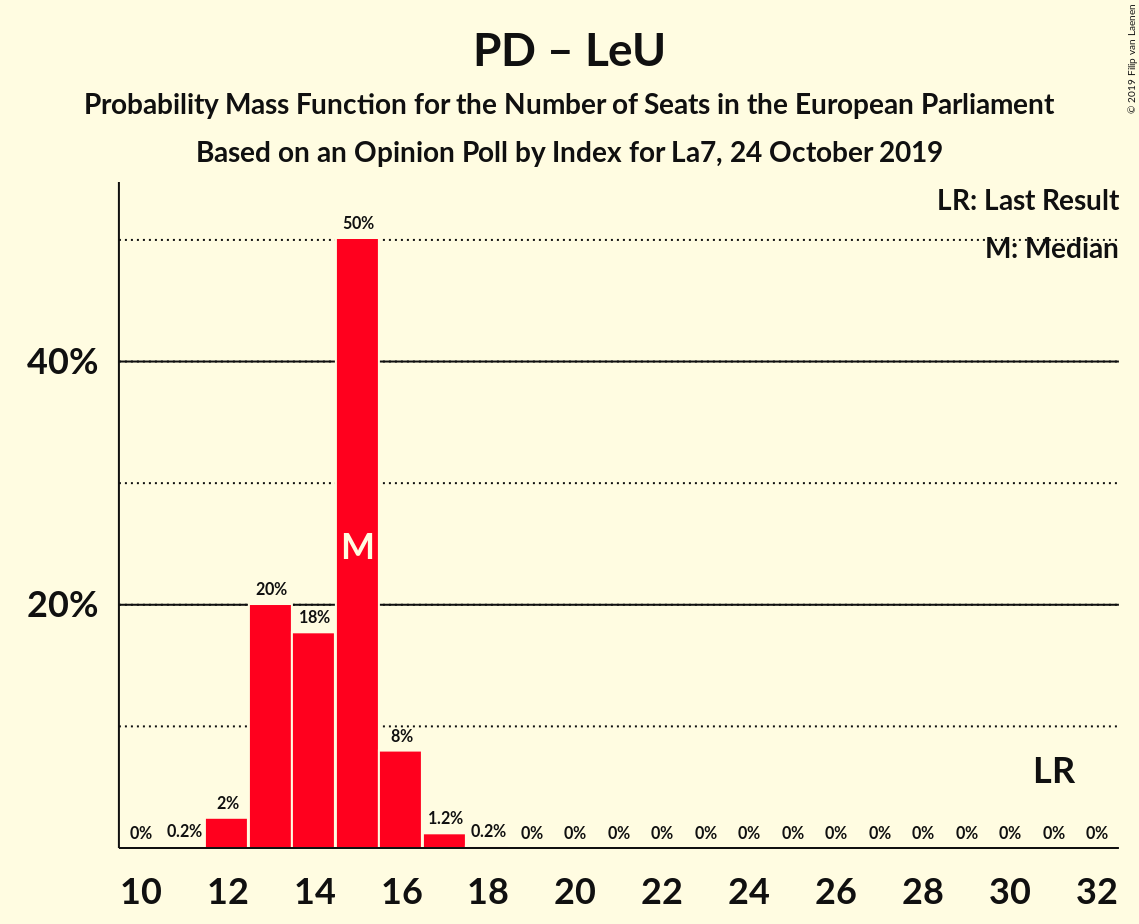 PD – LeU
Probability Mass Function for the Number of Seats in the European Parliament
Based on an Opinion Poll by Index for La7, 24 October 2019
© 2019 Filip van Laenen
LR: Last Result
M: Median
50%
40%
M
20%
20%
18%
8%
LR
0%
0.2%
2%
1.2%
0.2%
0%
0%
0%
0%
0%
0%
0%
0%
0%
0%
0%
0%
0%
0%
10 12 14 16 18 20 22 24 26 28 30 32